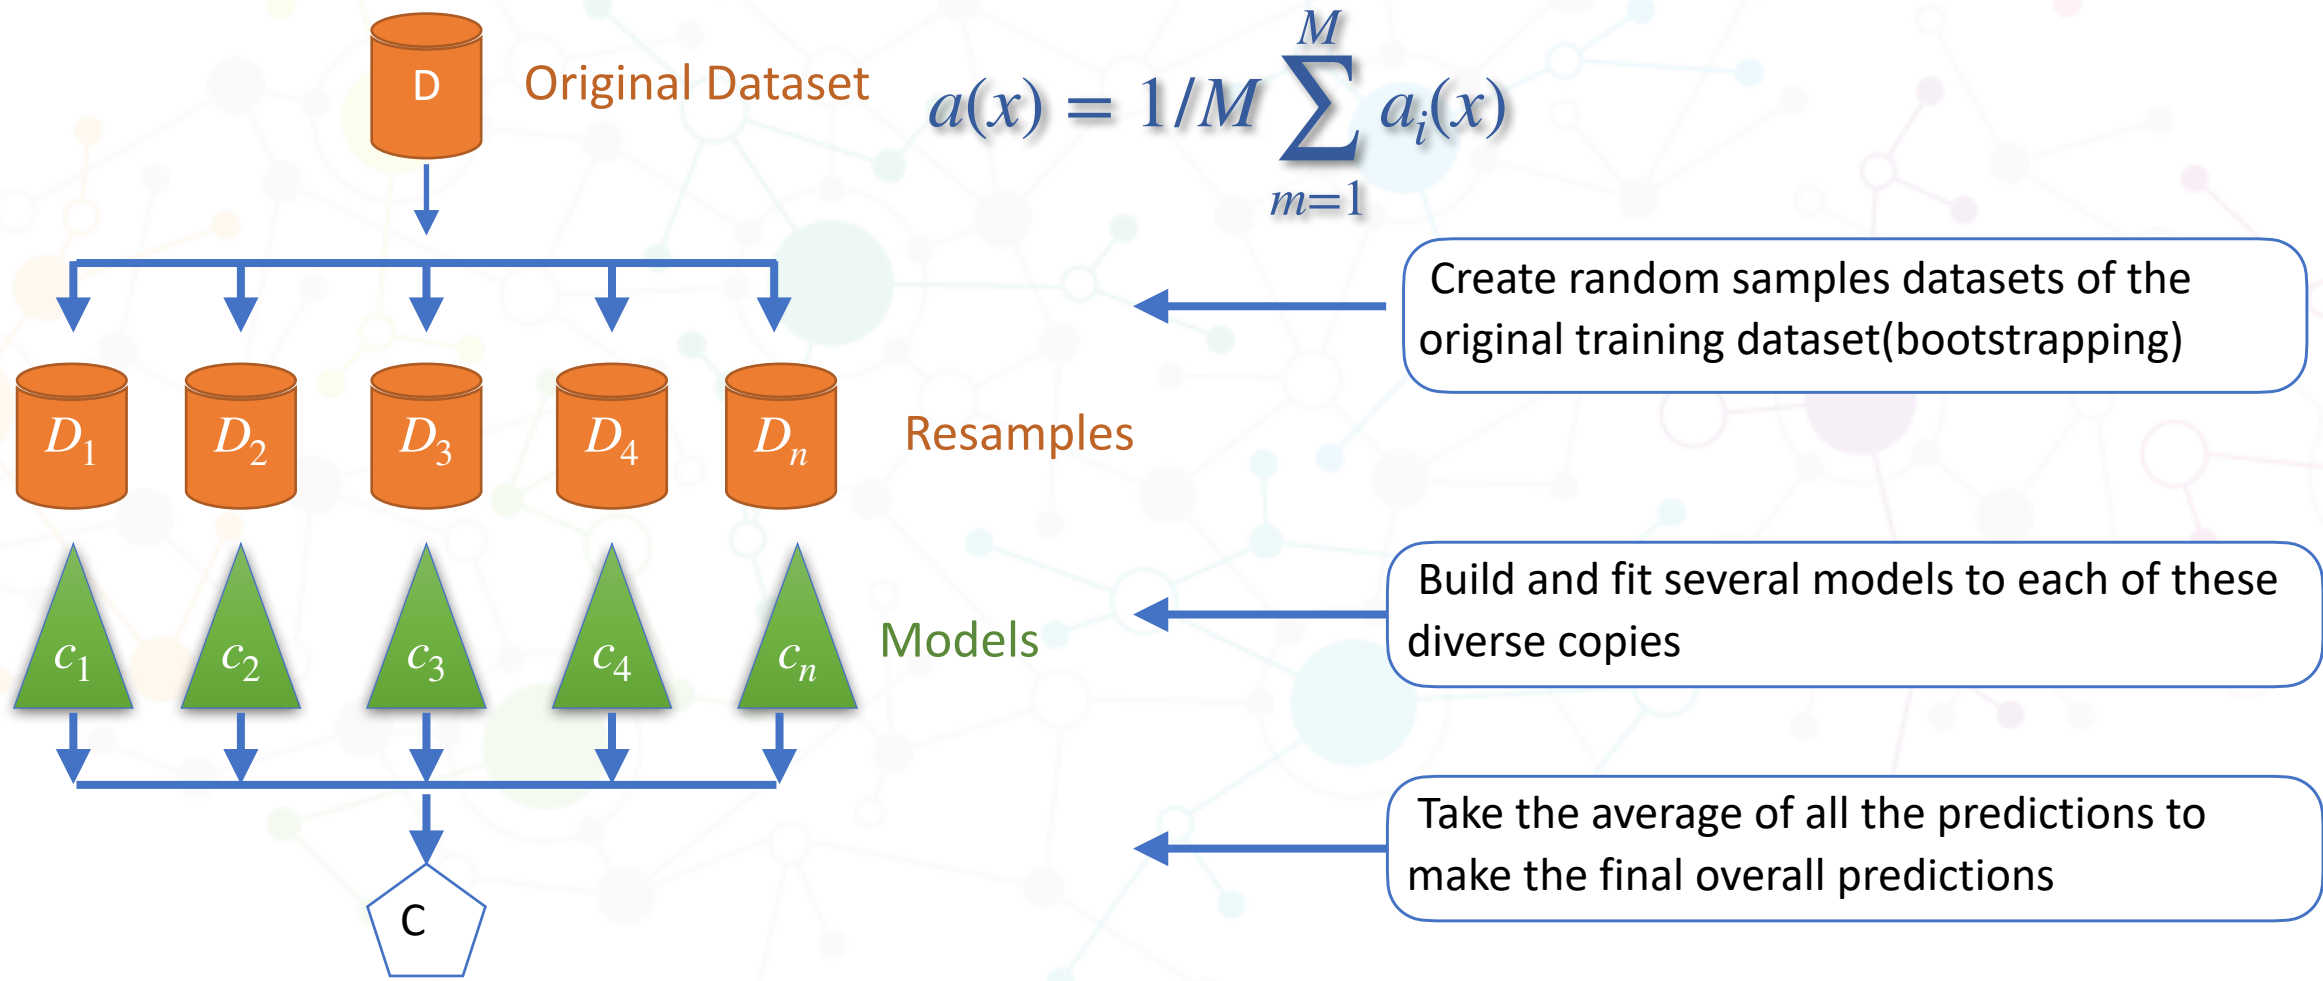 D
Original Dataset
a(x) = 1/M \sum_{m=1}^{M} a_i(x)
Create random samples datasets of the
original training dataset(bootstrapping)
D₁ D₂ D₃ D₄ Dₙ
Resamples
Build and fit several models to each of these
diverse copies
c₁ c₂ c₃ c₄ cₙ
Models
Take the average of all the predictions to
make the final overall predictions
C